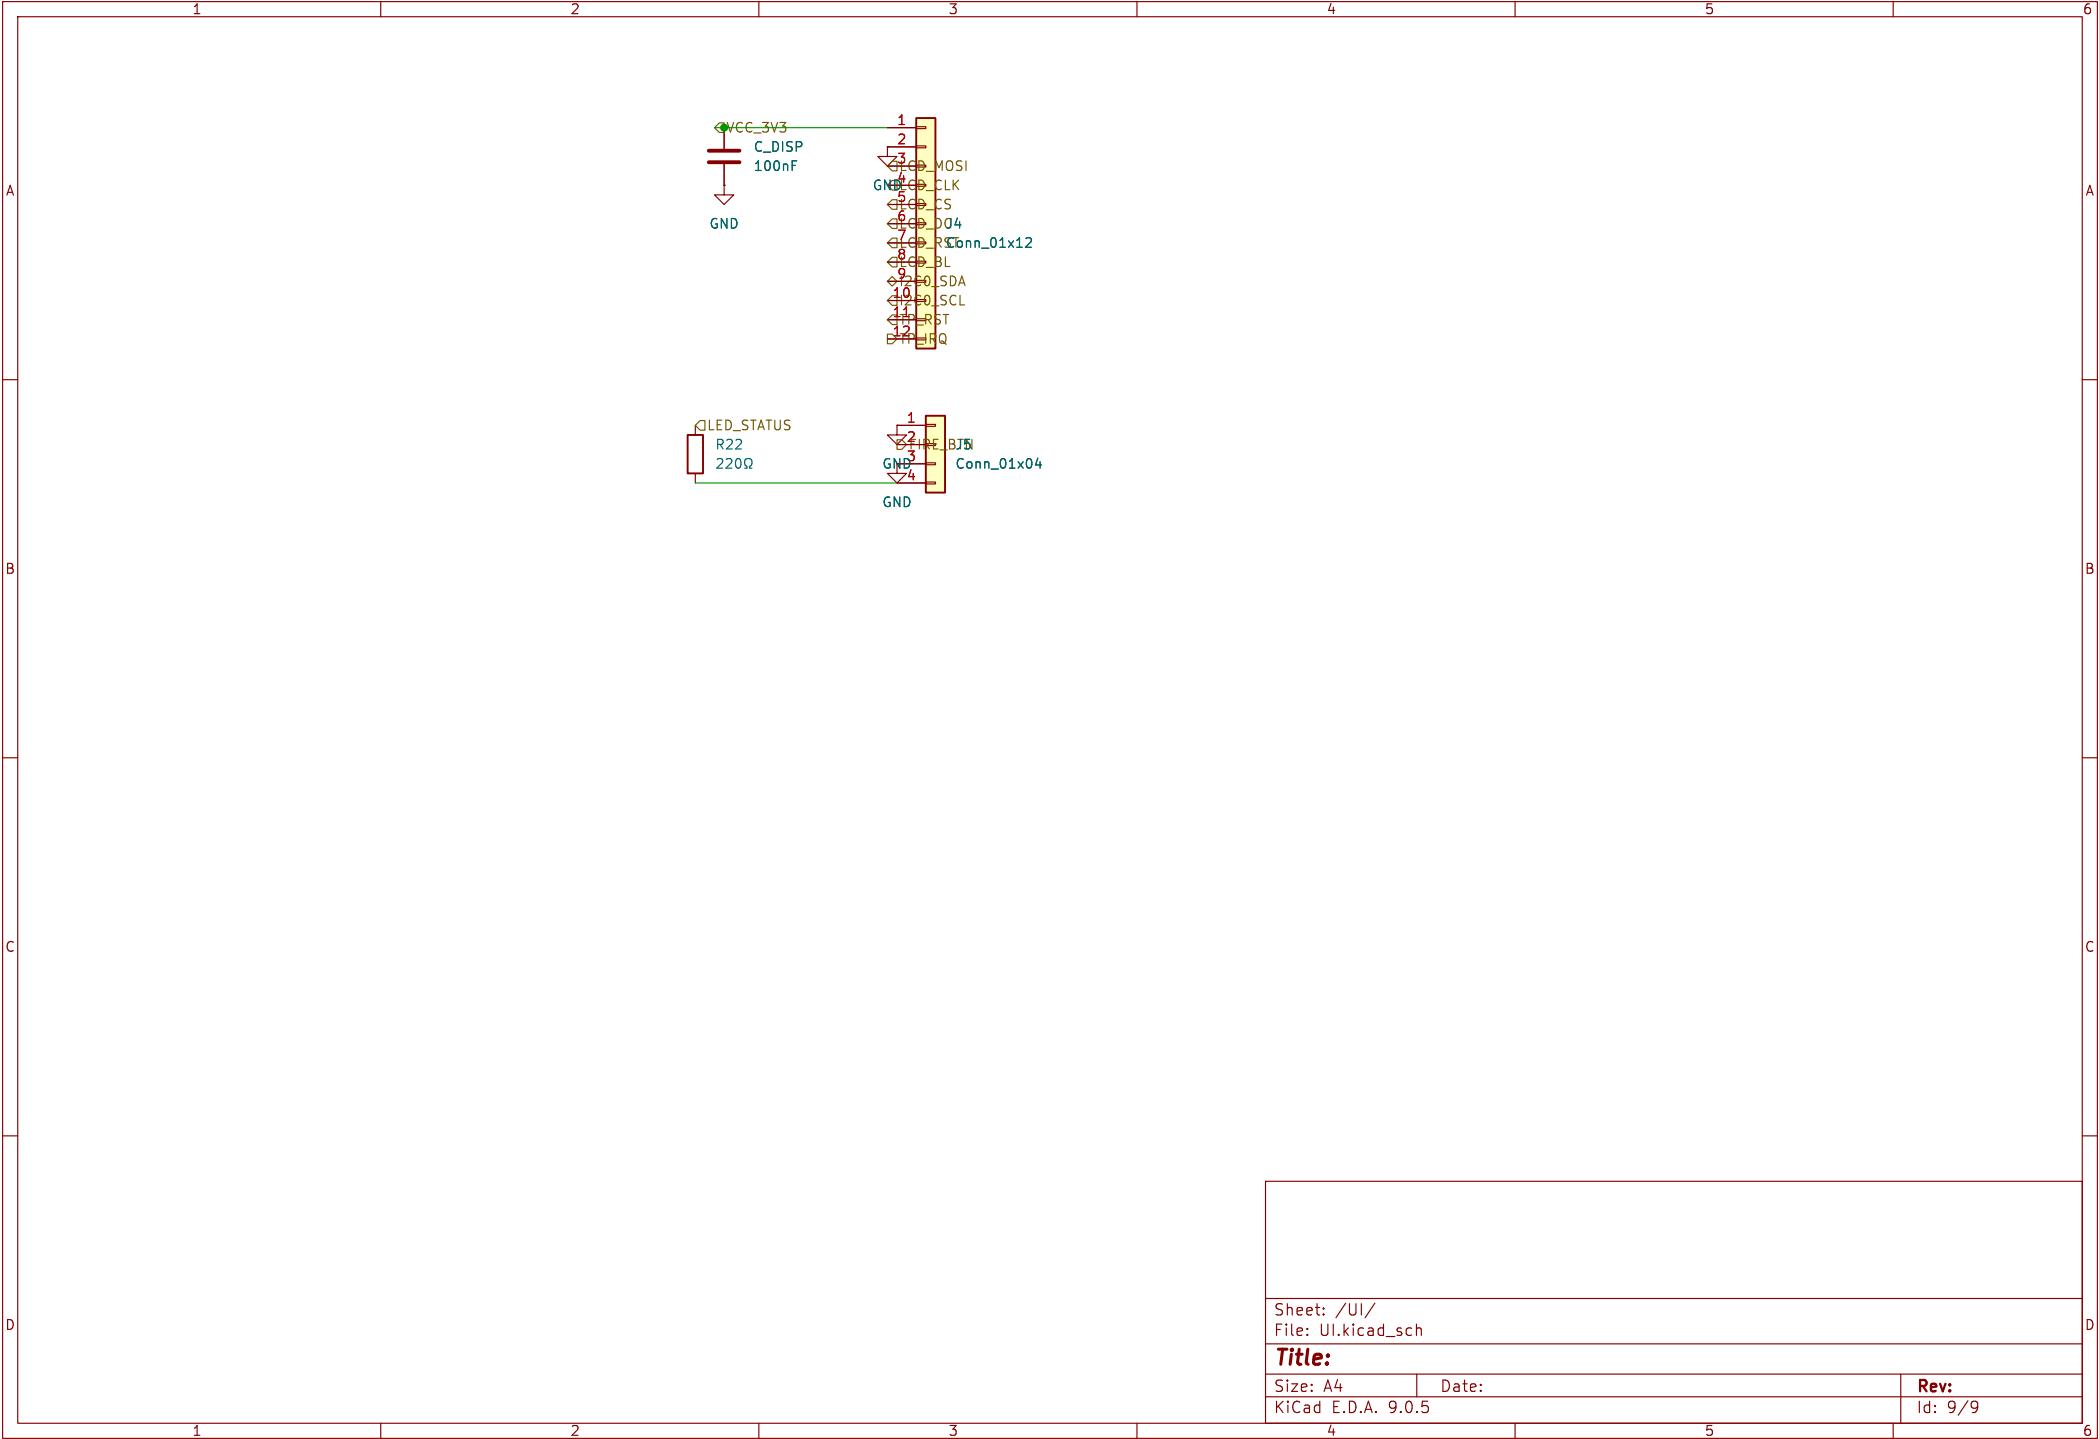 1 2 3 4 5 6
A A
VCC_3V3
C_DISP
100nF
GND
1
2
GND
3 LCD_MOSI
4 LCD_CLK
5 LCD_CS
6 LCD_DC
7 LCD_RST
8 LCD_BL
9 I2C0_SDA
10 I2C0_SCL
11 TP_RST
12 TP_IRQ
J4
Conn_01x12
LED_STATUS
R22
220Ω
1
2 FIRE_BTN
3
4
GND
GND
J5
Conn_01x04
B B
C C
D D
Sheet: /UI/
File: UI.kicad_sch
Title:
Size: A4 Date: Rev:
KiCad E.D.A. 9.0.5 Id: 9/9
1 2 3 4 5 6